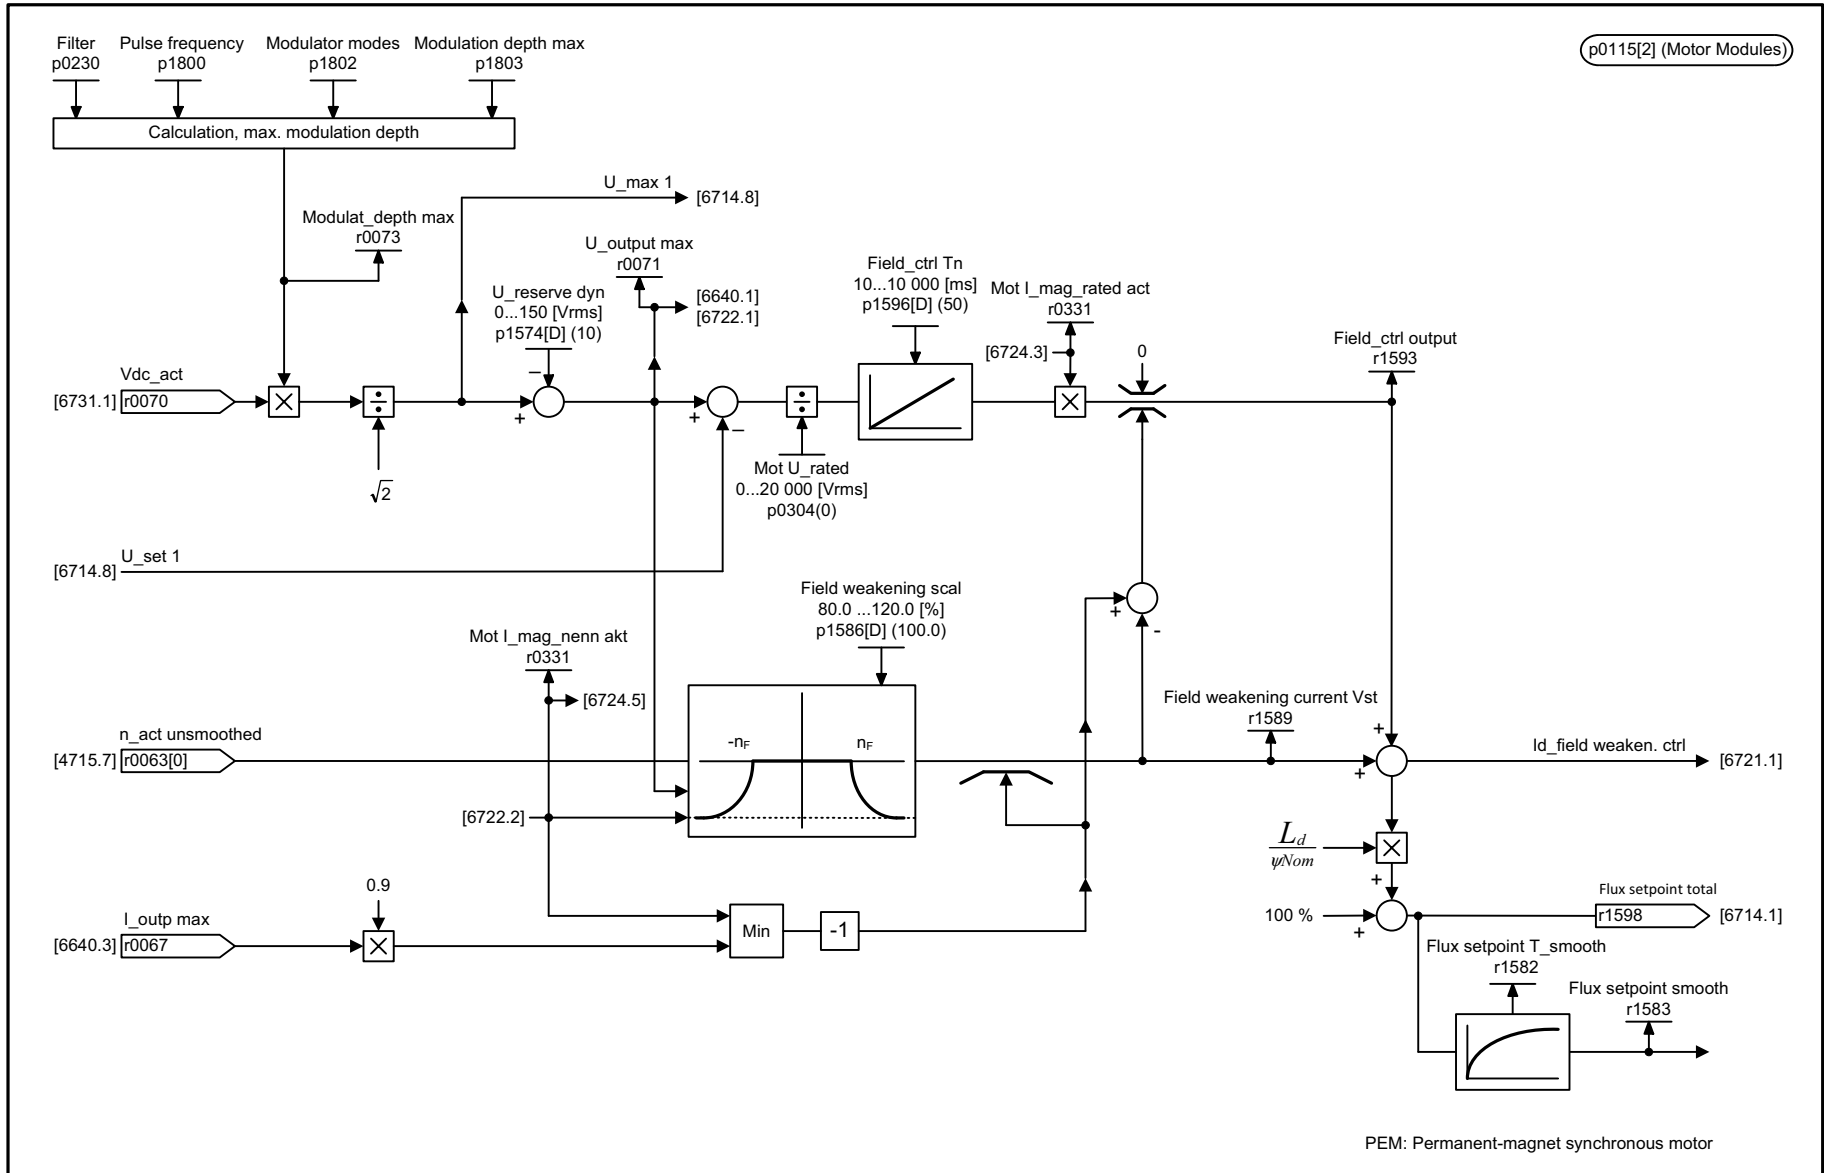 Filter
p0230
Pulse frequency
p1800
Modulator modes
p1802
Modulation depth max
p1803
p0115[2] (Motor Modules)
Calculation, max. modulation depth
U_max 1
[6714.8]
Modulat_depth max
r0073
U_output max
r0071
[6640.1]
[6722.1]
U_reserve dyn
0...150 [Vrms]
p1574[D] (10)
Field_ctrl Tn
10...10 000 [ms]
p1596[D] (50)
Mot I_mag_rated act
r0331
[6724.3]
0
Field_ctrl output
r1593
Vdc_act
[6731.1] r0070
×
÷
–
+
+
–
÷
×
√2
Mot U_rated
0...20 000 [Vrms]
p0304(0)
U_set 1
[6714.8]
Field weakening scal
80.0 ...120.0 [%]
p1586[D] (100.0)
+
-
Mot I_mag_nenn akt
r0331
[6724.5]
Field weakening current Vst
r1589
n_act unsmoothed
[4715.7] r0063[0]
-nF
nF
+
+
Id_field weaken. ctrl
[6721.1]
[6722.2]
Ld
ψNom
×
0.9
I_outp max
[6640.3] r0067
×
Min
-1
+
100 %
+
Flux setpoint total
r1598
[6714.1]
Flux setpoint T_smooth
r1582
Flux setpoint smooth
r1583
PEM: Permanent-magnet synchronous motor